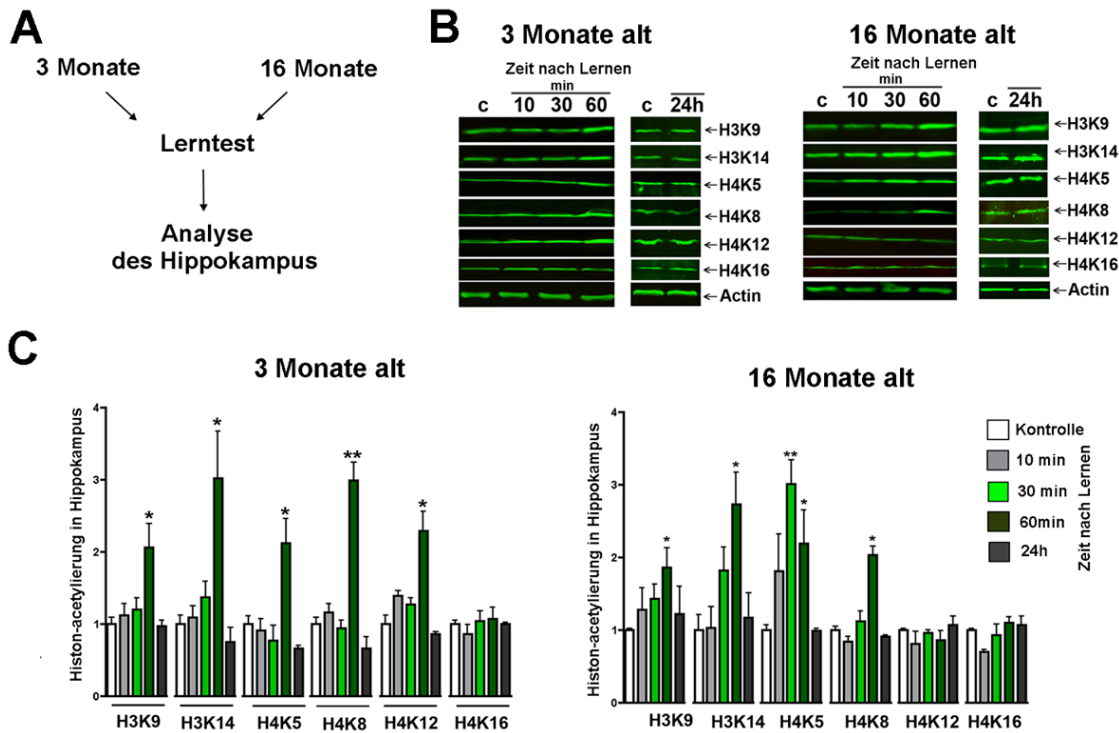 A
3 Monate
16 Monate
Lerntest
Analyse
des Hippokampus
B
3 Monate alt
Zeit nach Lernen
min
c 10 30 60 c 24h
H3K9
H3K14
H4K5
H4K8
H4K12
H4K16
Actin
16 Monate alt
Zeit nach Lernen
min
c 10 30 60 c 24h
H3K9
H3K14
H4K5
H4K8
H4K12
H4K16
Actin
C
3 Monate alt
Histon-acetylierung in Hippokampus
4
3
2
1
0
* * * ** *
H3K9 H3K14 H4K5 H4K8 H4K12 H4K16
16 Monate alt
Histon-acetylierung in Hippokampus
4
3
2
1
0
* * ** * *
H3K9 H3K14 H4K5 H4K8 H4K12 H4K16
Kontrolle
10 min
30 min
60min
24h
Zeit nach Lernen